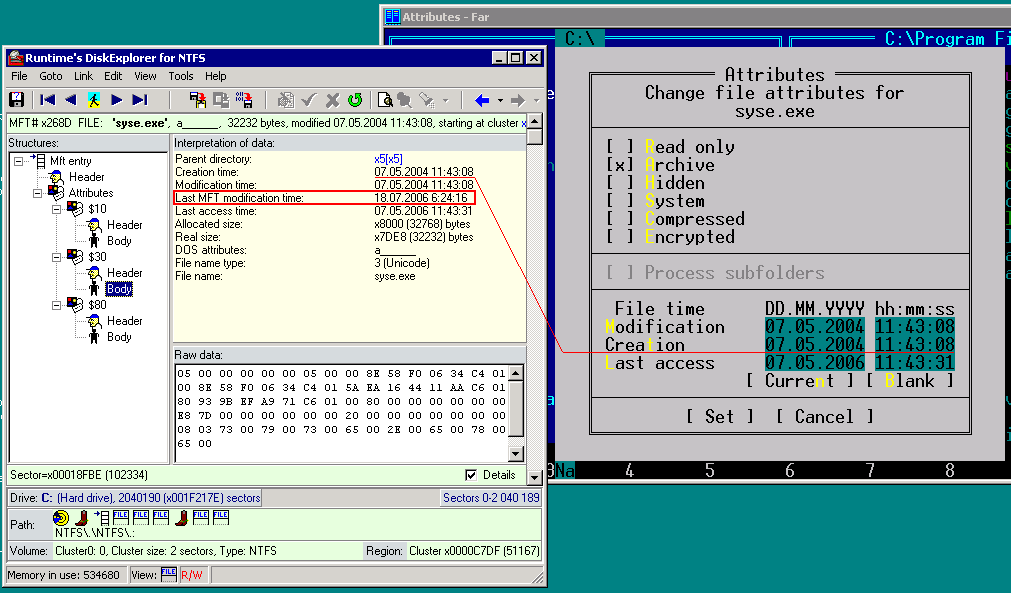 Attributes - Far
C:\
C:\Program Fi
Runtime's DiskExplorer for NTFS
File Goto Link Edit View Tools Help
MFT# x268D FILE: 'syse.exe', a______, 32232 bytes, modified 07.05.2004 11:43:08, starting at cluster x
Structures:
Mft entry
Header
Attributes
$10
Header
Body
$30
Header
Body
$80
Header
Body
Interpretation of data:
Parent directory: x5[x5]
Creation time: 07.05.2004 11:43:08
Modification time: 07.05.2004 11:43:08
Last MFT modification time: 18.07.2006 6:24:16
Last access time: 07.05.2006 11:43:31
Allocated size: x8000 (32768) bytes
Real size: x7DE8 (32232) bytes
DOS attributes: a______
File name type: 3 (Unicode)
File name: syse.exe
Raw data:
05 00 00 00 00 00 05 00 00 8E 58 F0 06 34 C4 01
00 8E 58 F0 06 34 C4 01 5A EA 16 44 11 AA C6 01
80 93 9B EF A9 71 C6 01 00 80 00 00 00 00 00 00
E8 7D 00 00 00 00 00 00 20 00 00 00 00 00 00 00
08 03 73 00 79 00 73 00 65 00 2E 00 65 00 78 00
65 00
Sector=x00018FBE (102334)
Details
Drive: C: (Hard drive), 2040190 (x001F217E) sectors
Sectors 0-2 040 189
Path:
FILE FILE FILE FILE FILE
NTFS\.\NTFS\.:
Volume: Cluster0: 0, Cluster size: 2 sectors, Type: NTFS
Region: Cluster x0000C7DF (51167)
Memory in use: 534680
View: FILE R/W
Attributes
Change file attributes for
syse.exe
[ ] Read only
[x] Archive
[ ] Hidden
[ ] System
[ ] Compressed
[ ] Encrypted
[ ] Process subfolders
File time DD.MM.YYYY hh:mm:ss
Modification 07.05.2004 11:43:08
Creation 07.05.2004 11:43:08
Last access 07.05.2006 11:43:31
[ Current ] [ Blank ]
[ Set ] [ Cancel ]
3Na 4 5 6 7 8